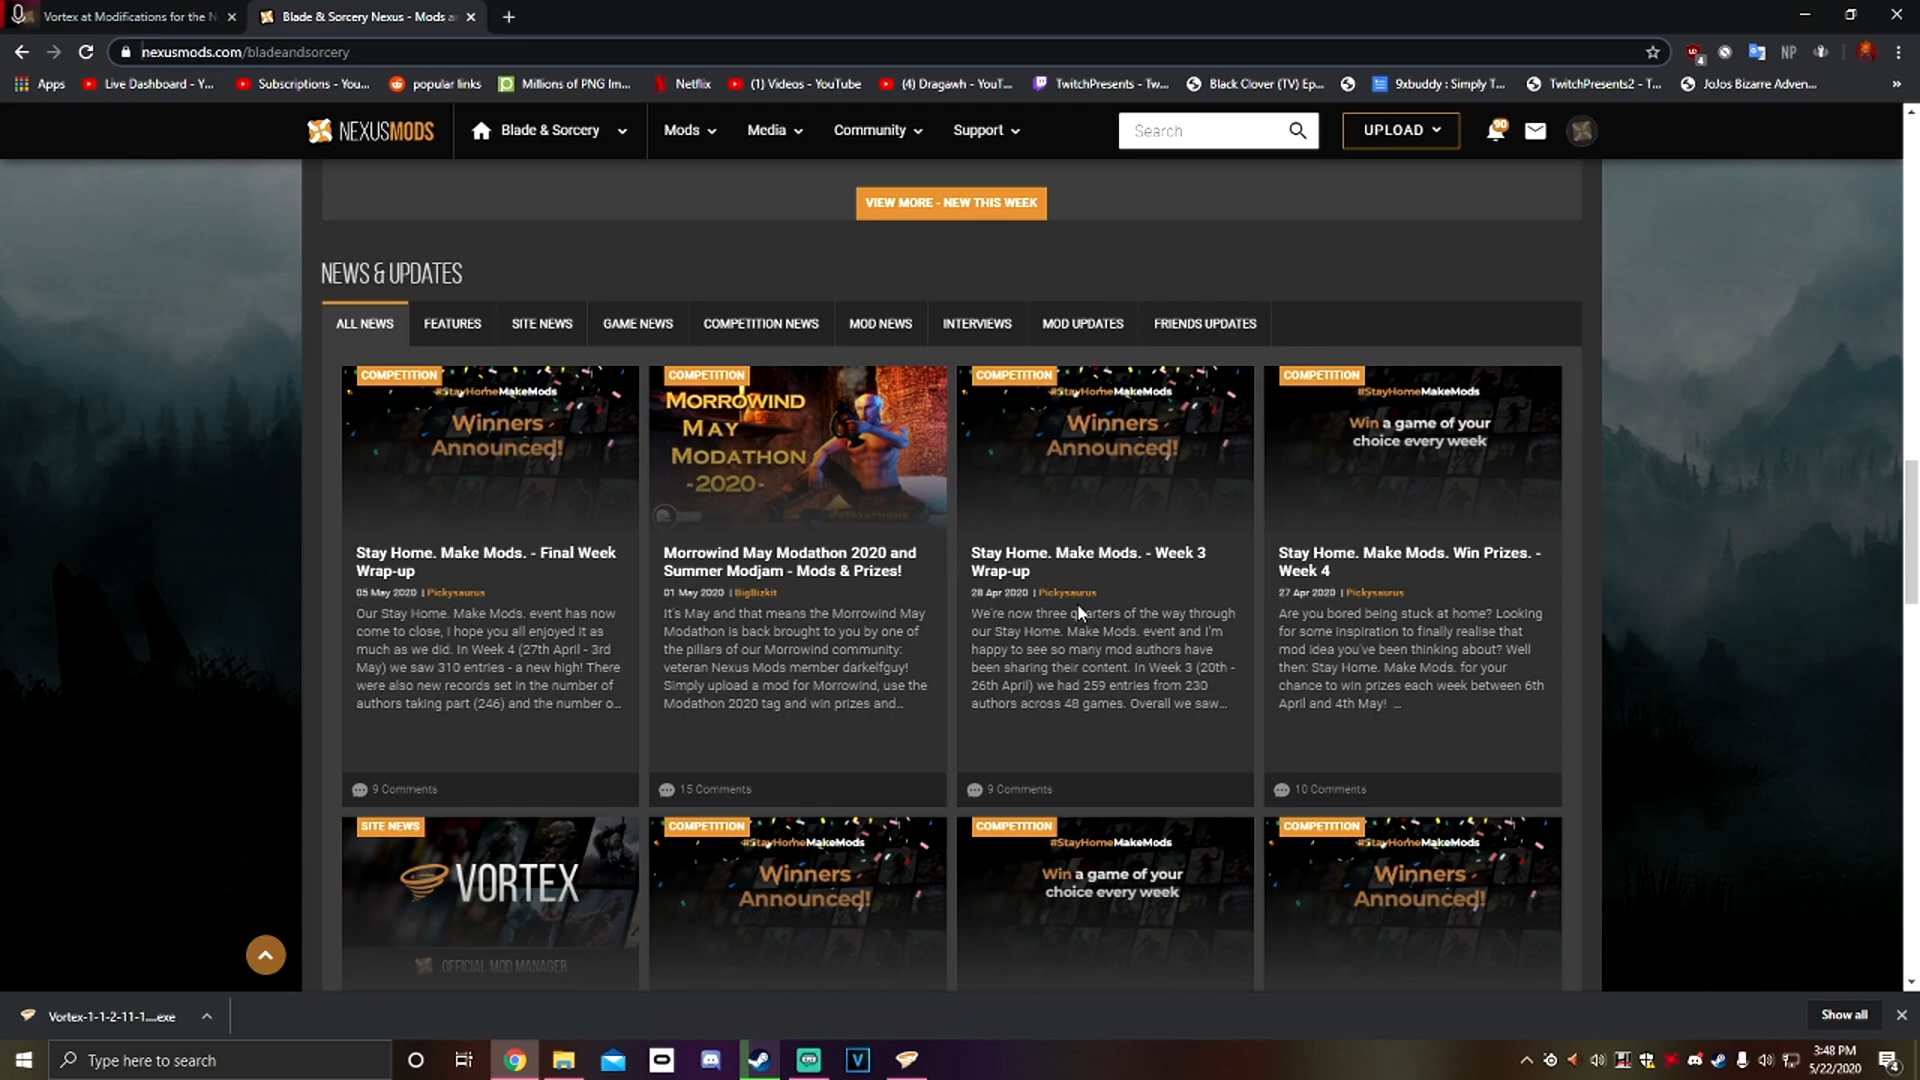 Vortex at Modifications for the N
Blade & Sorcery Nexus - Mods a
nexusmods.com/bladeandsorcery
Apps
Live Dashboard - Y...
Subscriptions - You...
popular links
Millions of PNG Im...
Netflix
(1) Videos - YouTube
(4) Dragawh - YouT...
TwitchPresents - Tw...
Black Clover (TV) Ep...
9xbuddy : Simply T...
TwitchPresents2 - T...
JoJos Bizarre Adven...
NEXUSMODS
Blade & Sorcery
Mods
Media
Community
Support
Search
UPLOAD
90
VIEW MORE - NEW THIS WEEK
NEWS & UPDATES
ALL NEWS
FEATURES
SITE NEWS
GAME NEWS
COMPETITION NEWS
MOD NEWS
INTERVIEWS
MOD UPDATES
FRIENDS UPDATES
COMPETITION
#StayHomeMakeMods
Winners
Announced!
Stay Home. Make Mods. - Final Week
Wrap-up
05 May 2020 | Pickysaurus
Our Stay Home. Make Mods. event has now
come to close, I hope you all enjoyed it as
much as we did. In Week 4 (27th April - 3rd
May) we saw 310 entries - a new high! There
were also new records set in the number of
authors taking part (246) and the number o...
9 Comments
COMPETITION
MORROWIND
MAY
MODATHON
-2020-
Morrowind May Modathon 2020 and
Summer Modjam - Mods & Prizes!
01 May 2020 | BigBizkit
It's May and that means the Morrowind May
Modathon is back brought to you by one of
the pillars of our Morrowind community:
veteran Nexus Mods member darkelfguy!
Simply upload a mod for Morrowind, use the
Modathon 2020 tag and win prizes and...
15 Comments
COMPETITION
#StayHomeMakeMods
Winners
Announced!
Stay Home. Make Mods. - Week 3
Wrap-up
28 Apr 2020 | Pickysaurus
We're now three quarters of the way through
our Stay Home. Make Mods. event and I'm
happy to see so many mod authors have
been sharing their content. In Week 3 (20th -
26th April) we had 259 entries from 230
authors across 48 games. Overall we saw...
9 Comments
COMPETITION
#StayHomeMakeMods
Win a game of your
choice every week
Stay Home. Make Mods. Win Prizes. -
Week 4
27 Apr 2020 | Pickysaurus
Are you bored being stuck at home? Looking
for some inspiration to finally realise that
mod idea you've been thinking about? Well
then: Stay Home. Make Mods. for your
chance to win prizes each week between 6th
April and 4th May! ...
10 Comments
SITE NEWS
VORTEX
OFFICIAL MOD MANAGER
COMPETITION
#StayHomeMakeMods
Winners
Announced!
COMPETITION
#StayHomeMakeMods
Win a game of your
choice every week
COMPETITION
#StayHomeMakeMods
Winners
Announced!
Vortex-1-1-2-11-1....exe
Show all
Type here to search
3:48 PM
5/22/2020